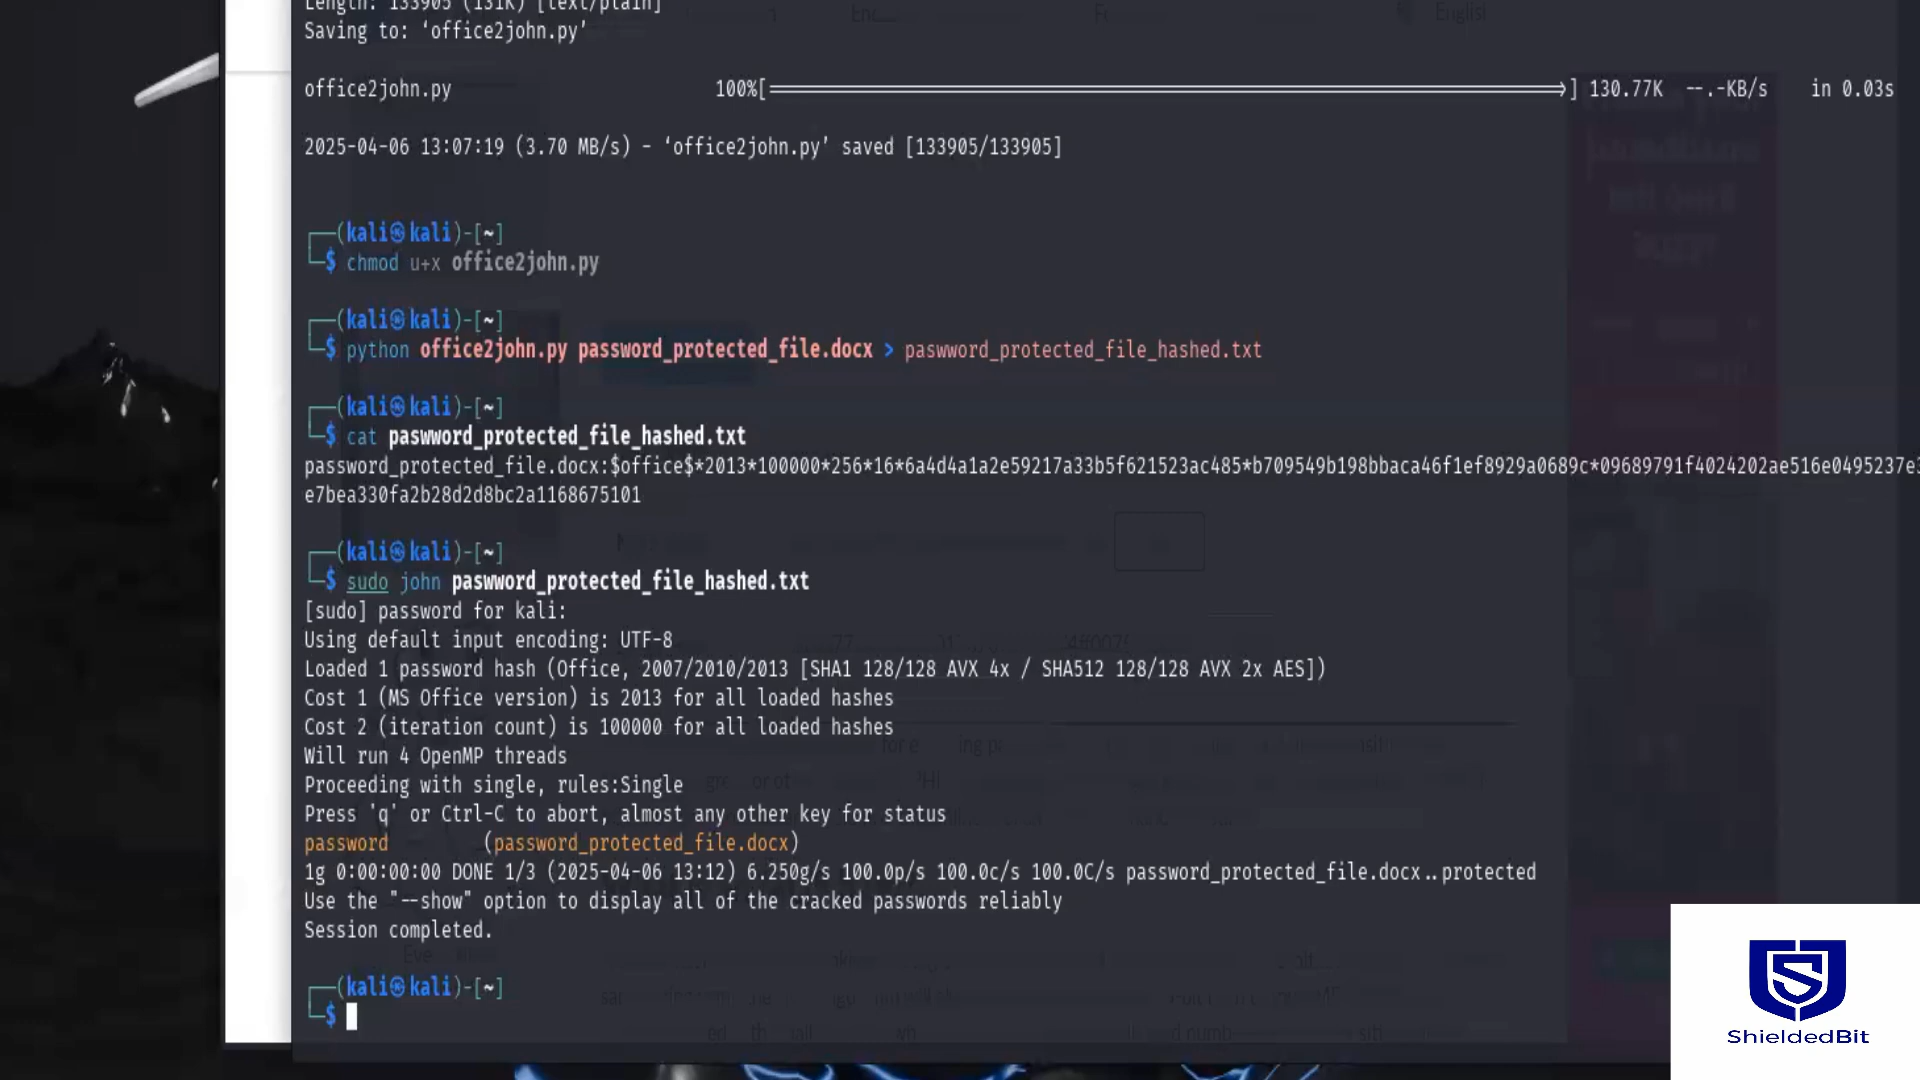 Length: 133905 (131K) [text/plain]
Saving to: ‘office2john.py’
office2john.py 100%[===================>] 130.77K --.-KB/s in 0.03s
2025-04-06 13:07:19 (3.70 MB/s) - ‘office2john.py’ saved [133905/133905]
┌──(kali㉿kali)-[~]
└─$ chmod u+x office2john.py
┌──(kali㉿kali)-[~]
└─$ python office2john.py password_protected_file.docx > paswword_protected_file_hashed.txt
┌──(kali㉿kali)-[~]
└─$ cat paswword_protected_file_hashed.txt
password_protected_file.docx:$office$*2013*100000*256*16*6a4d4a1a2e59217a33b5f621523ac485*b709549b198bbaca46f1ef8929a0689c*09689791f4024202ae516e0495237e3
e7bea330fa2b28d2d8bc2a1168675101
┌──(kali㉿kali)-[~]
└─$ sudo john paswword_protected_file_hashed.txt
[sudo] password for kali:
Using default input encoding: UTF-8
Loaded 1 password hash (Office, 2007/2010/2013 [SHA1 128/128 AVX 4x / SHA512 128/128 AVX 2x AES])
Cost 1 (MS Office version) is 2013 for all loaded hashes
Cost 2 (iteration count) is 100000 for all loaded hashes
Will run 4 OpenMP threads
Proceeding with single, rules:Single
Press 'q' or Ctrl-C to abort, almost any other key for status
password (password_protected_file.docx)
1g 0:00:00:00 DONE 1/3 (2025-04-06 13:12) 6.250g/s 100.0p/s 100.0c/s 100.0C/s password_protected_file.docx..protected
Use the "--show" option to display all of the cracked passwords reliably
Session completed.
┌──(kali㉿kali)-[~]
└─$
ShieldedBit
English